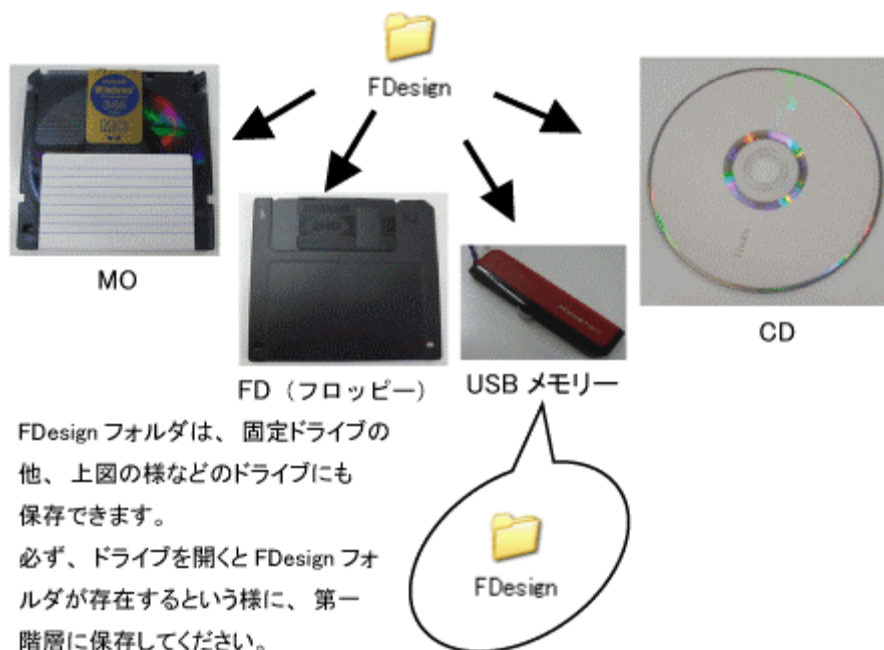 FDesign
MO
FD (フロッピー)
USB メモリー
CD
FDesign フォルダは、 固定ドライブの
他、 上図の様などのドライブにも
保存できます。
必ず、 ドライブを開くと FDesign フォ
ルダが存在するという様に、 第一
階層に保存してください。
FDesign